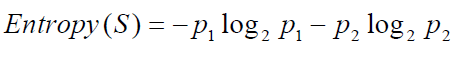 Entropy(S) = −p₁ log₂ p₁ − p₂ log₂ p₂